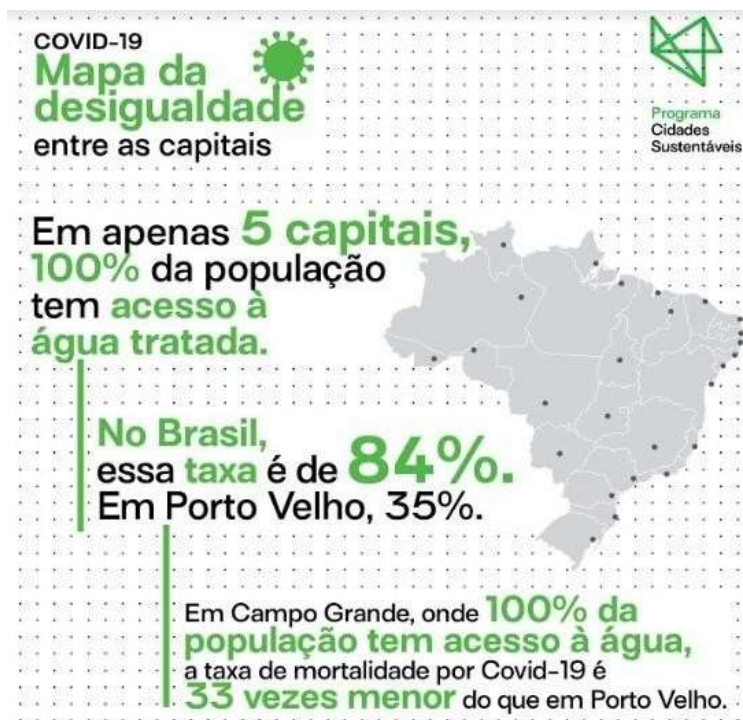 COVID-19
Mapa da
desigualdade
entre as capitais
Programa
Cidades
Sustentáveis
Em apenas 5 capitais,
100% da população
tem acesso à
água tratada.
No Brasil,
essa taxa é de 84%.
Em Porto Velho, 35%.
Em Campo Grande, onde 100% da
população tem acesso à água,
a taxa de mortalidade por Covid-19 é
33 vezes menor do que em Porto Velho.